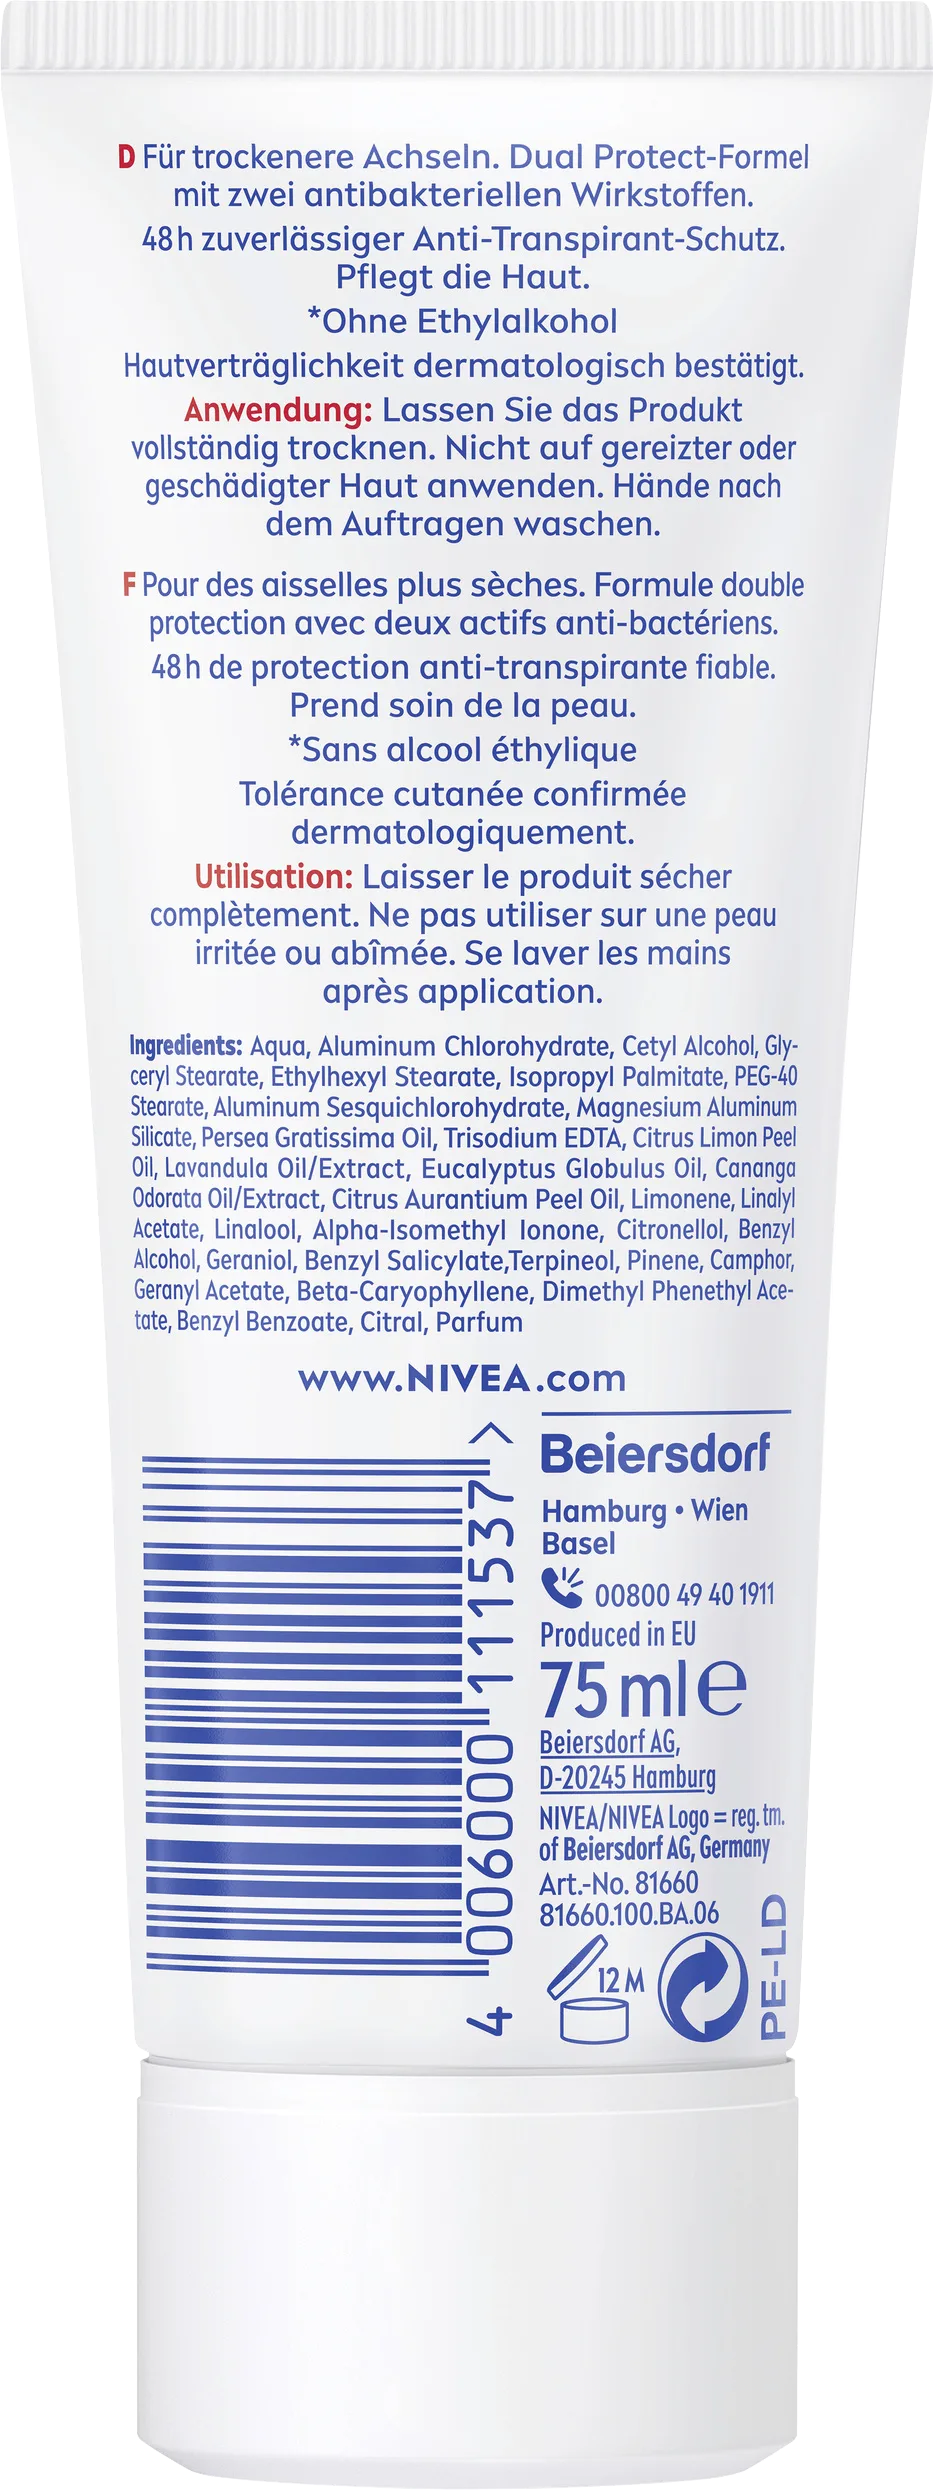 D Für trockenere Achseln. Dual Protect-Formel
mit zwei antibakteriellen Wirkstoffen.
48h zuverlässiger Anti-Transpirant-Schutz.
Pflegt die Haut.
*Ohne Ethylalkohol
Hautverträglichkeit dermatologisch bestätigt.
Anwendung: Lassen Sie das Produkt
vollständig trocknen. Nicht auf gereizter oder
geschädigter Haut anwenden. Hände nach
dem Auftragen waschen.
F Pour des aisselles plus sèches. Formule double
protection avec deux actifs anti-bactériens.
48h de protection anti-transpirante fiable.
Prend soin de la peau.
*Sans alcool éthylique
Tolérance cutanée confirmée
dermatologiquement.
Utilisation: Laisser le produit sécher
complètement. Ne pas utiliser sur une peau
irritée ou abîmée. Se laver les mains
après application.
Ingredients: Aqua, Aluminum Chlorohydrate, Cetyl Alcohol, Gly-
ceryl Stearate, Ethylhexyl Stearate, Isopropyl Palmitate, PEG-40
Stearate, Aluminum Sesquichlorohydrate, Magnesium Aluminum
Silicate, Persea Gratissima Oil, Trisodium EDTA, Citrus Limon Peel
Oil, Lavandula Oil/Extract, Eucalyptus Globulus Oil, Cananga
Odorata Oil/Extract, Citrus Aurantium Peel Oil, Limonene, Linalyl
Acetate, Linalool, Alpha-Isomethyl Ionone, Citronellol, Benzyl
Alcohol, Geraniol, Benzyl Salicylate,Terpineol, Pinene, Camphor,
Geranyl Acetate, Beta-Caryophyllene, Dimethyl Phenethyl Ace-
tate, Benzyl Benzoate, Citral, Parfum
www.NIVEA.com
4 006000 111537 >
Beiersdorf
Hamburg • Wien
Basel
00800 49 40 1911
Produced in EU
75 ml e
Beiersdorf AG,
D-20245 Hamburg
NIVEA/NIVEA Logo = reg. tm.
of Beiersdorf AG, Germany
Art.-No. 81660
81660.100.BA.06
12 M
PE-LD